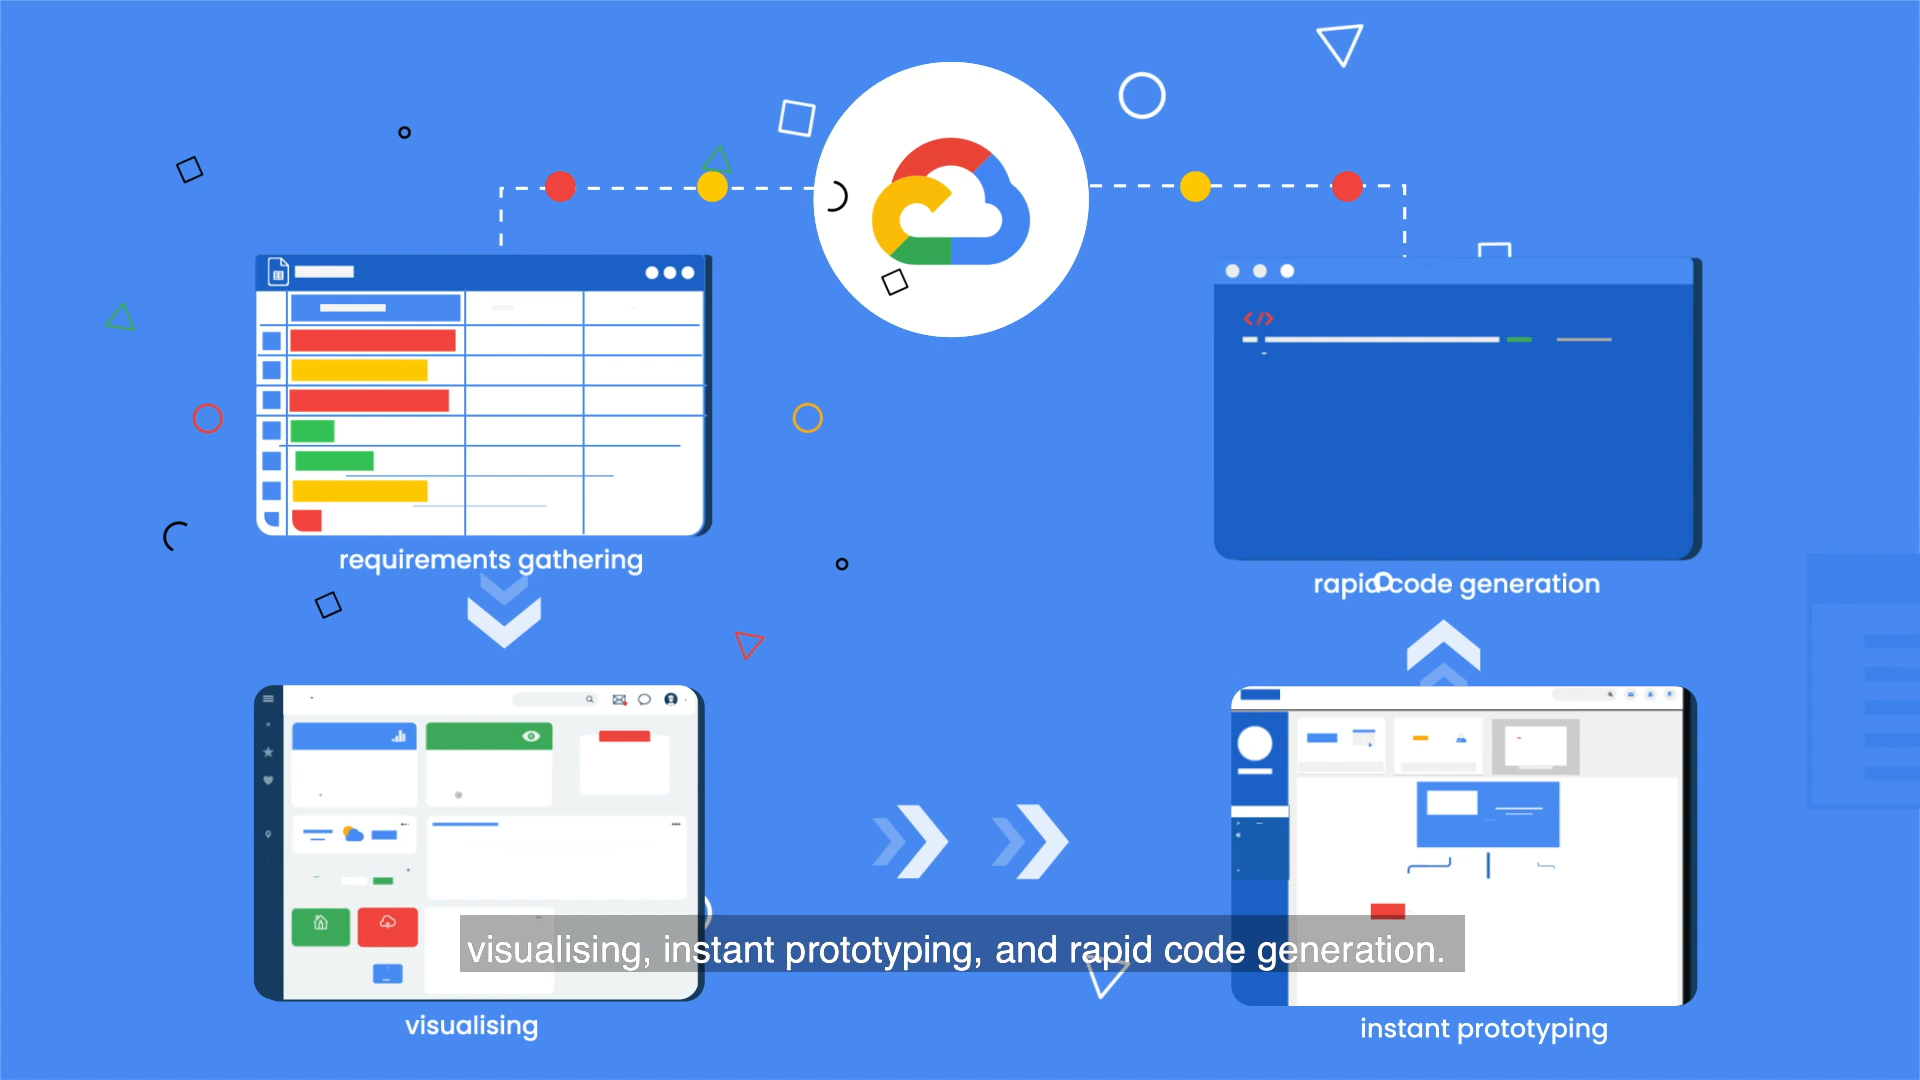 </>
requirements gathering
rapid code generation
visualising, instant prototyping, and rapid code generation.
visualising
instant prototyping